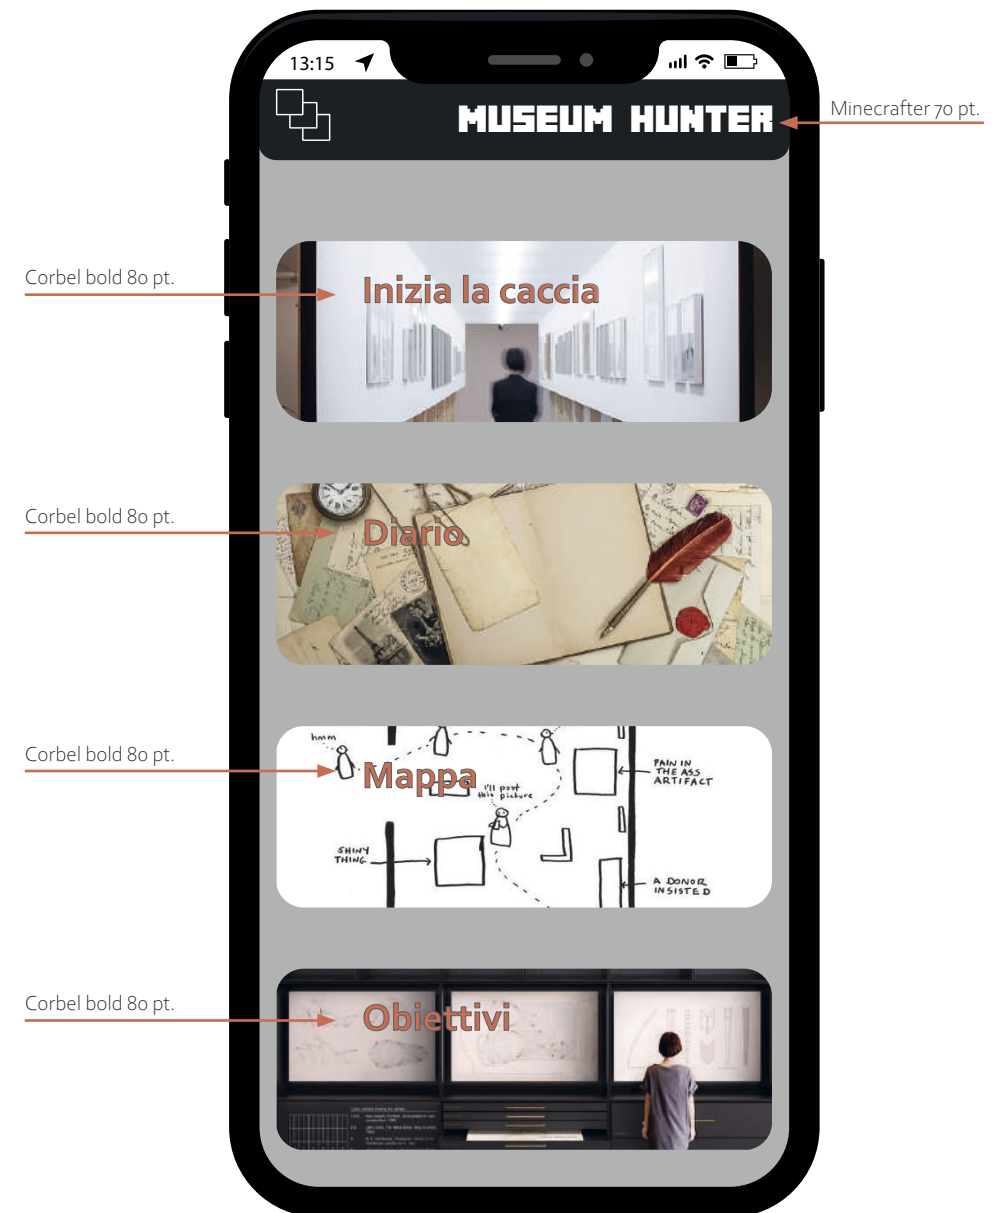 13:15
MUSEUM HUNTER
Minecrafter 70 pt.
Corbel bold 80 pt.
Inizia la caccia
Corbel bold 80 pt.
Diario
Corbel bold 80 pt.
hmm
Mappa
I'll post
this picture
PAIN IN
THE ASS
ARTIFACT
SHINY
THING
A DONOR
INSISTED
Corbel bold 80 pt.
Obiettivi